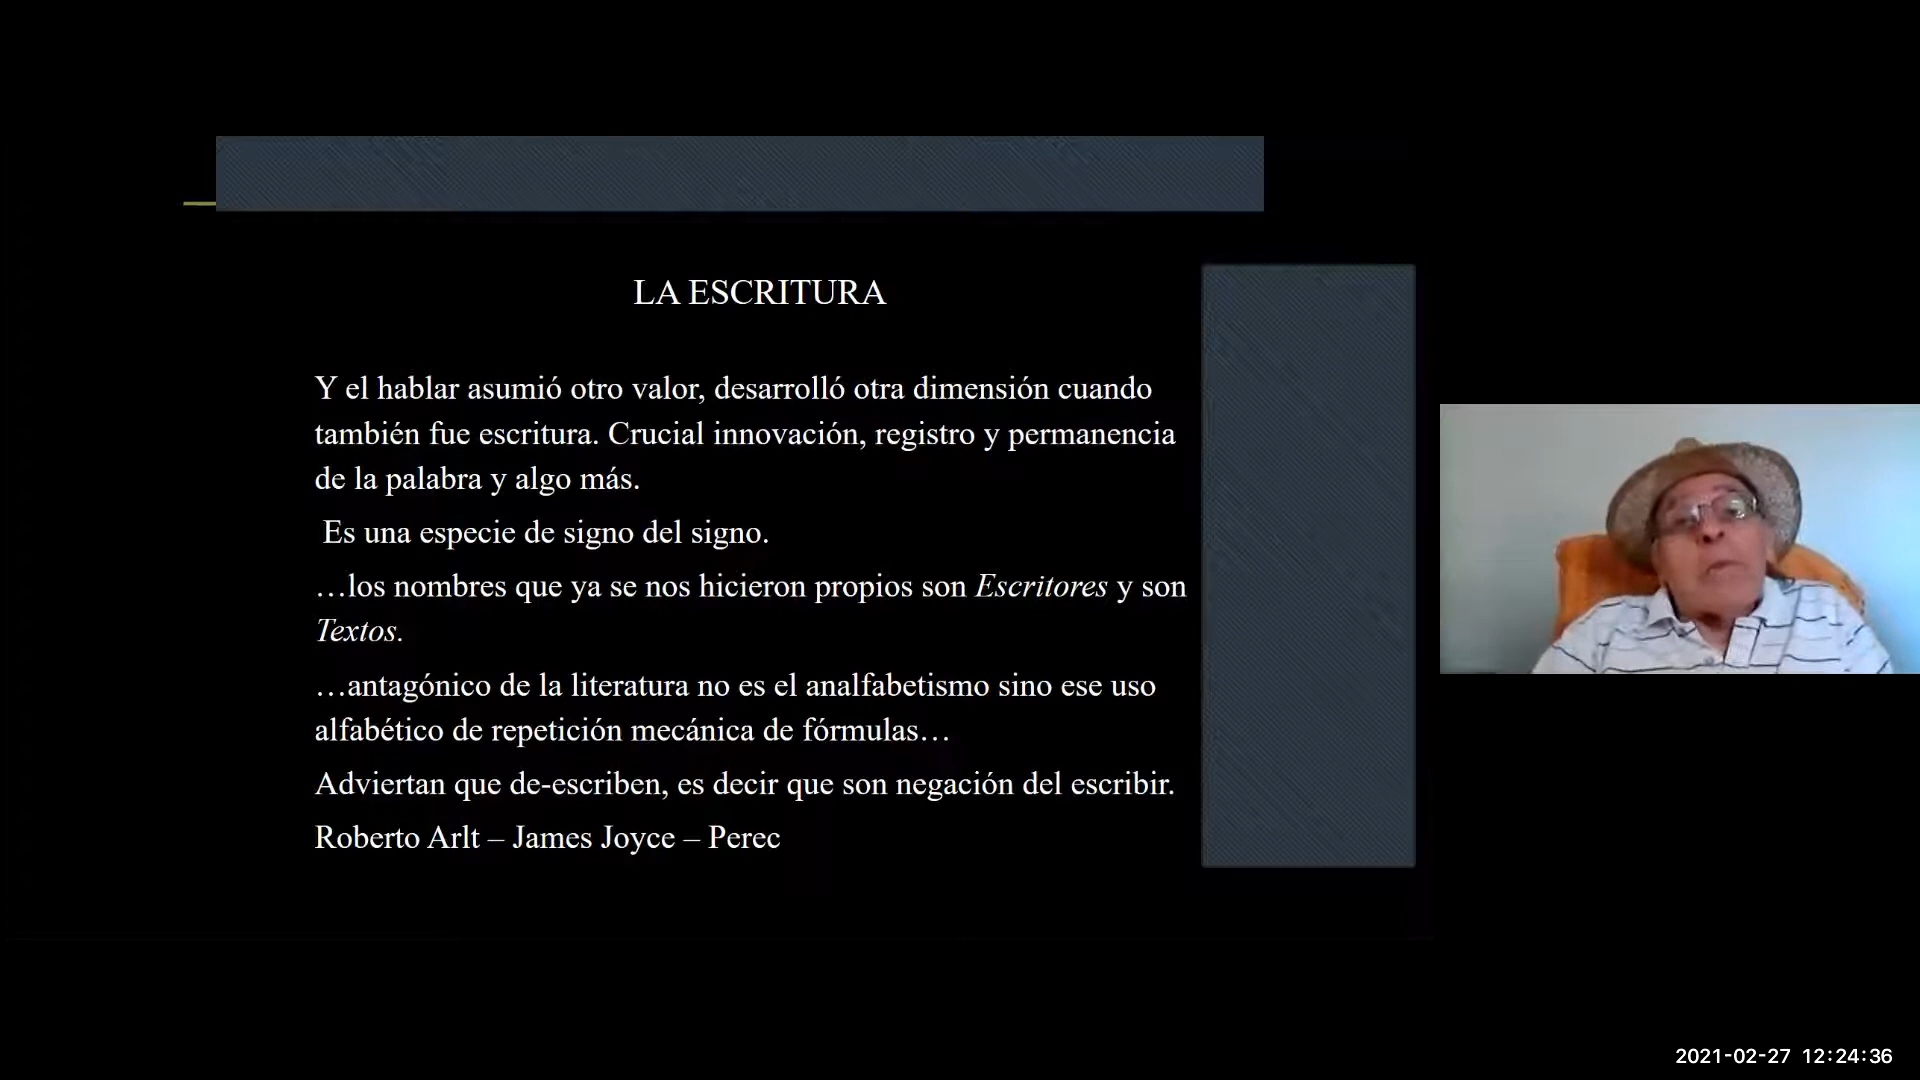 LA ESCRITURA
Y el hablar asumió otro valor, desarrolló otra dimensión cuando
también fue escritura. Crucial innovación, registro y permanencia
de la palabra y algo más.
Es una especie de signo del signo.
…los nombres que ya se nos hicieron propios son Escritores y son
Textos.
…antagónico de la literatura no es el analfabetismo sino ese uso
alfabético de repetición mecánica de fórmulas…
Adviertan que de-escriben, es decir que son negación del escribir.
Roberto Arlt – James Joyce – Perec
2021-02-27 12:24:36